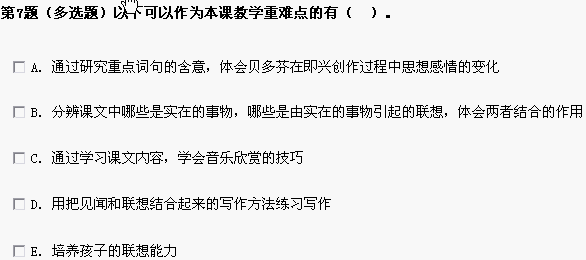 第7题（多选题）以下可以作为本课教学重难点的有（ ）.
A. 通过研究重点词句的含意，体会贝多芬在即兴创作过程中思想感情的变化
B. 分辨课文中哪些是实在的事物，哪些是由实在的事物引起的联想，体会两者结合的作用
C. 通过学习课文内容，学会音乐欣赏的技巧
D. 用把见闻和联想结合起来的写作方法练习写作
E. 培养孩子的联想能力